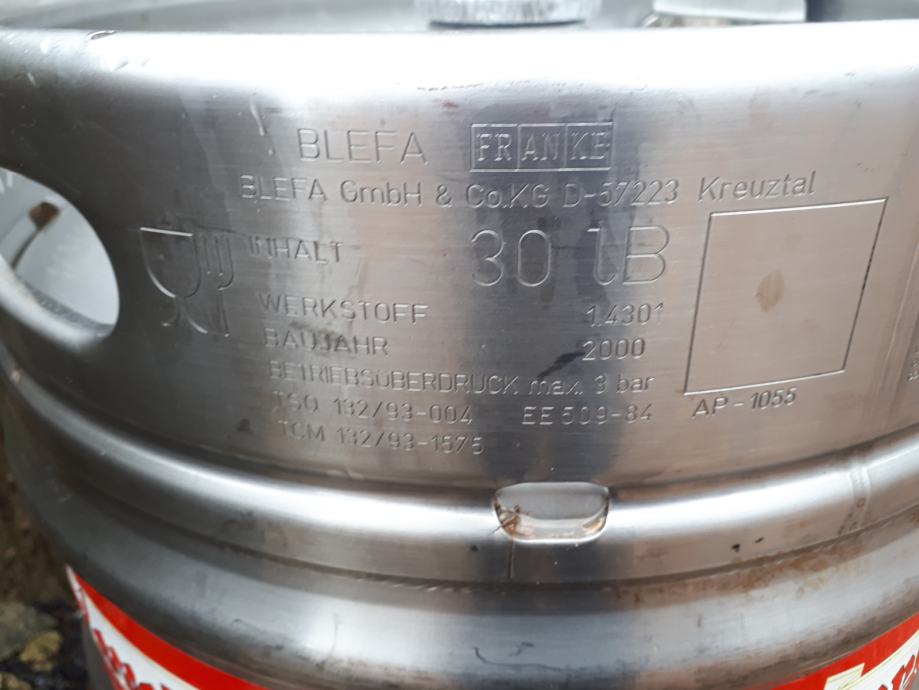 BLEFA FRANKE
BLEFA GmbH & Co.KG D-57223 Kreuztal
INHALT 30 lB
WERKSTOFF 1.4301
BAUJAHR 2000
BETRIEBSÜBERDRUCK max. 3 bar
TSQ 132/93-004 EE 509-84 AP-1055
TCM 132/93-1575